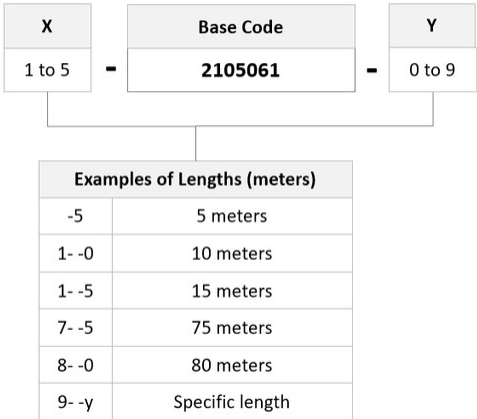 X Base Code Y
1 to 5 - 2105061 - 0 to 9
Examples of Lengths (meters)
-5 5 meters
1- -0 10 meters
1- -5 15 meters
7- -5 75 meters
8- -0 80 meters
9- -y Specific length